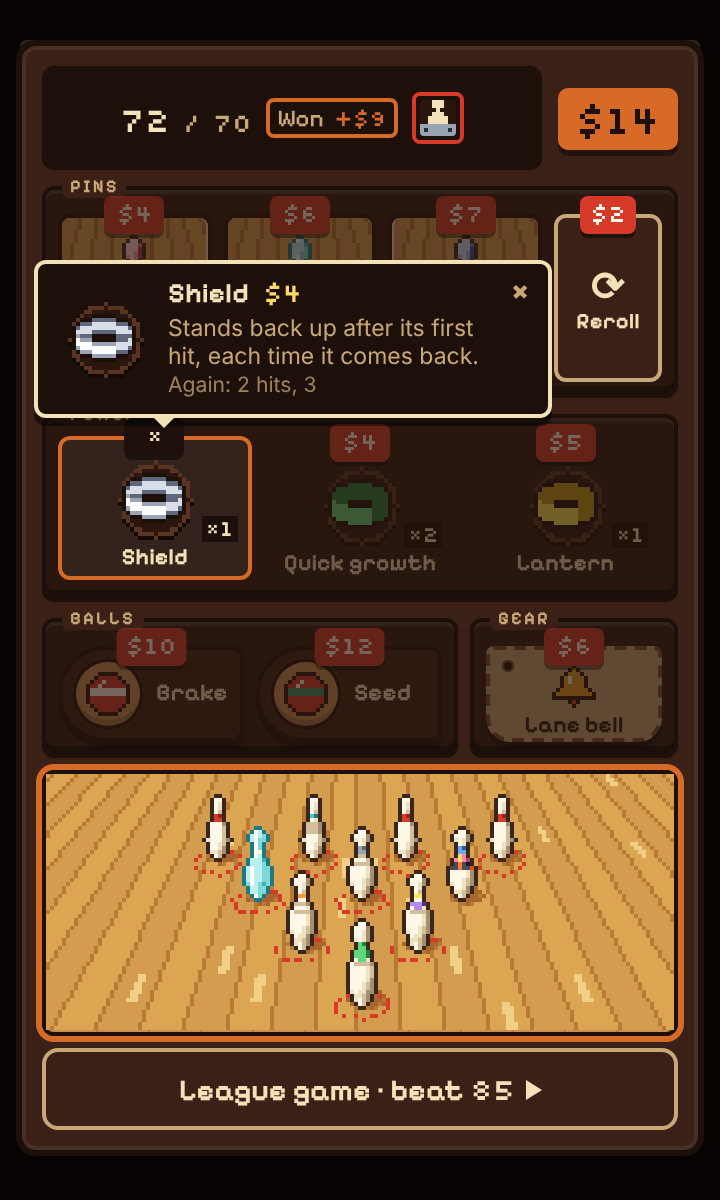 72 / 70 Won +$9
$14
PINS
$4 $6 $7 $2
Reroll
Shield $4 ×
Stands back up after its first
hit, each time it comes back.
Again: 2 hits, 3
× $4 $5
×1 ×2 ×1
Shield Quick growth Lantern
BALLS GEAR
$10 $12 $6
Brake Seed
Lane bell
League game · beat 85 ▶